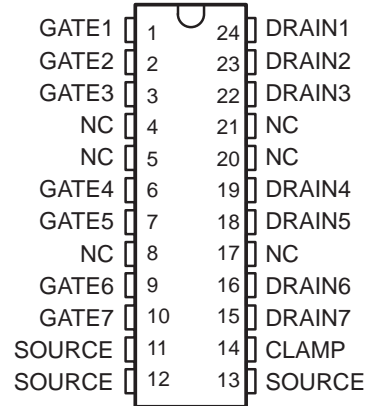 GATE1 1 24 DRAIN1
GATE2 2 23 DRAIN2
GATE3 3 22 DRAIN3
NC 4 21 NC
NC 5 20 NC
GATE4 6 19 DRAIN4
GATE5 7 18 DRAIN5
NC 8 17 NC
GATE6 9 16 DRAIN6
GATE7 10 15 DRAIN7
SOURCE 11 14 CLAMP
SOURCE 12 13 SOURCE